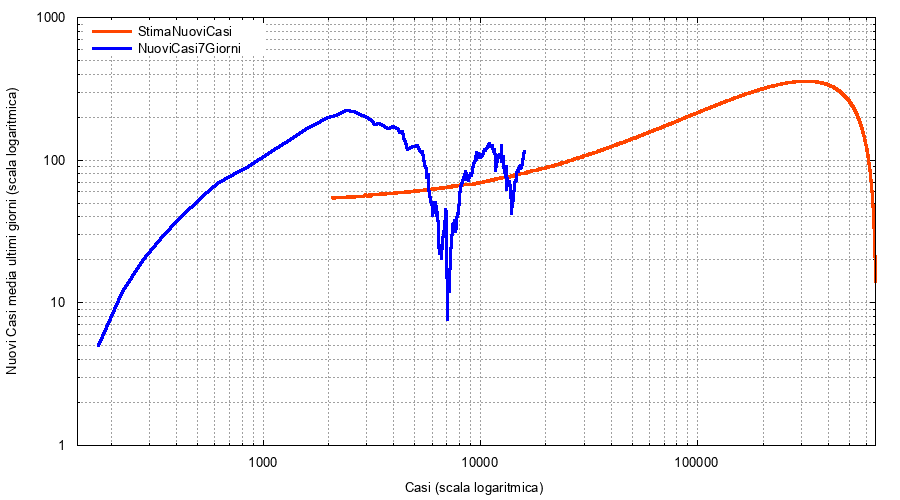 1000
StimaNuoviCasi
NuoviCasi7Giorni
100
Nuovi Casi media ultimi giorni (scala logaritmica)
10
1
1000
10000
100000
Casi (scala logaritmica)